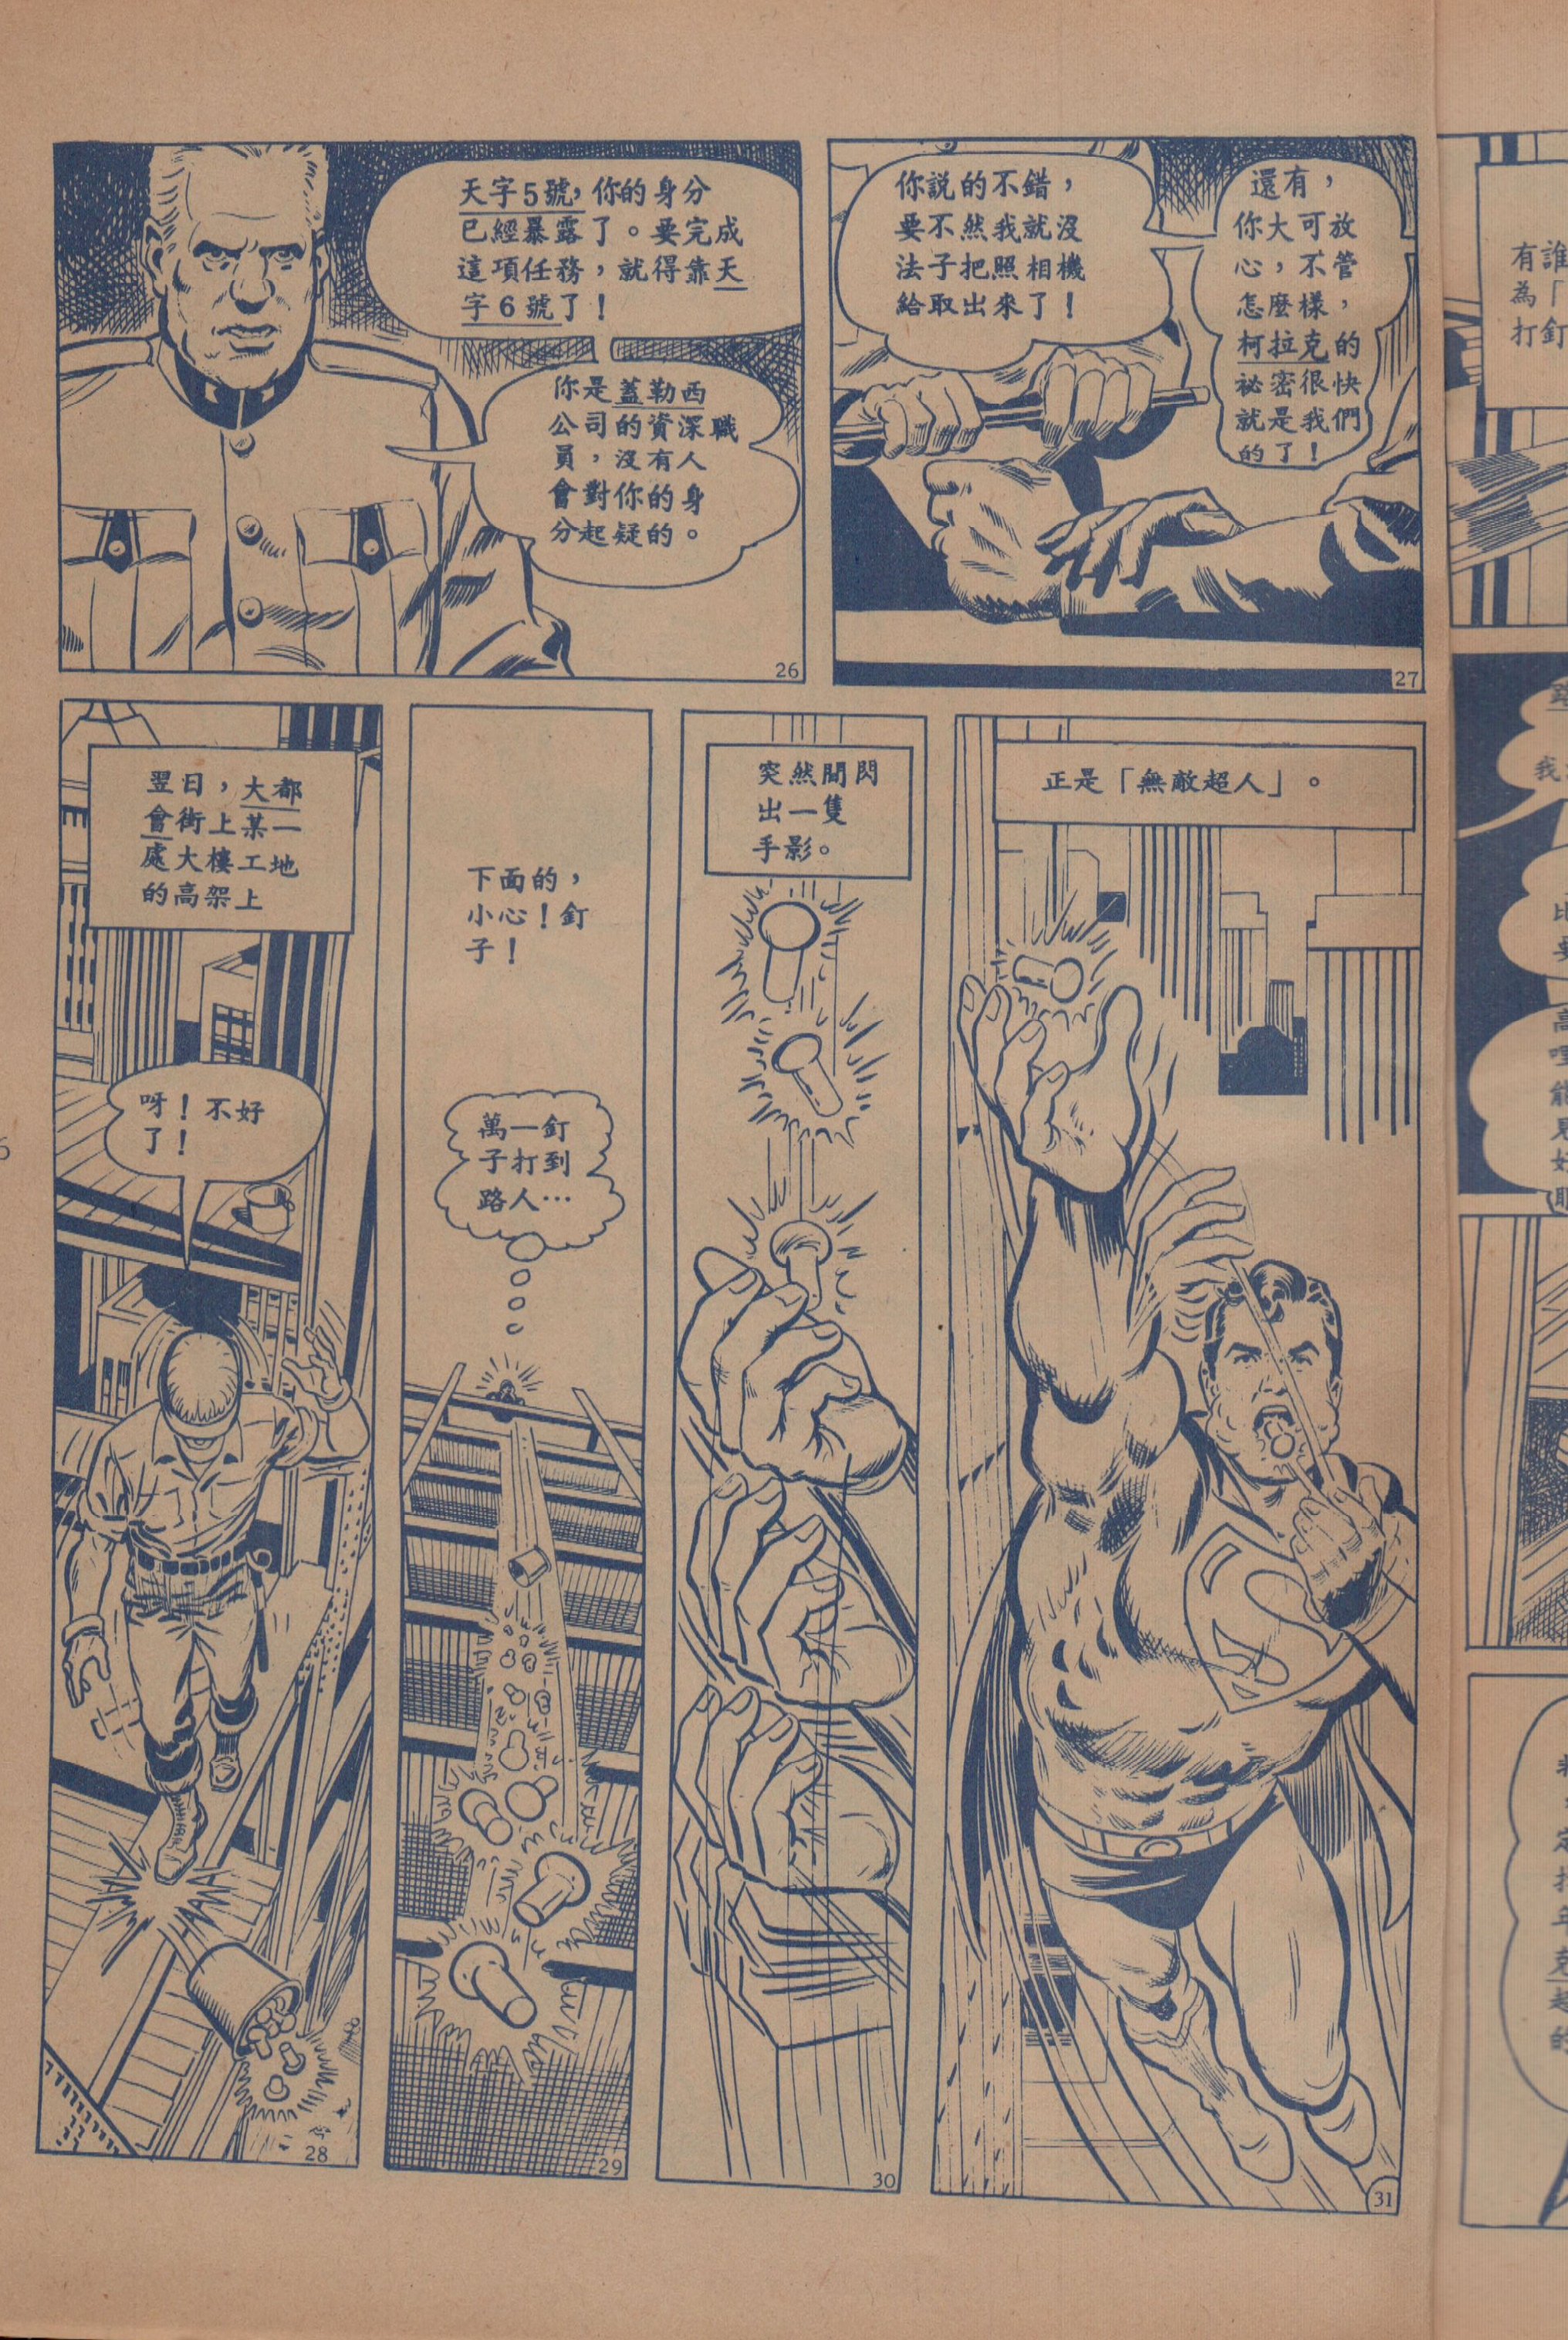 天字5號，你的身分
已經暴露了。要完成
這項任務，就得靠天
字6號了！
你是蓋勒西
公司的資深職
員，沒有人
會對你的身
分起疑的。
26
你說的不錯，
要不然我就沒
法子把照相機
給取出來了！
還有，
你大可放
心，不管
怎麼樣，
柯拉克的
祕密很快
就是我們
的了！
27
翌日，大都
會街上某一
處大樓工地
的高架上
呀！不好
了！
28
下面的，
小心！釘
子！
萬一釘
子打到
路人…
29
突然間閃
出一隻
手影。
30
正是「無敵超人」。
S
31
有誰
為「
打釘